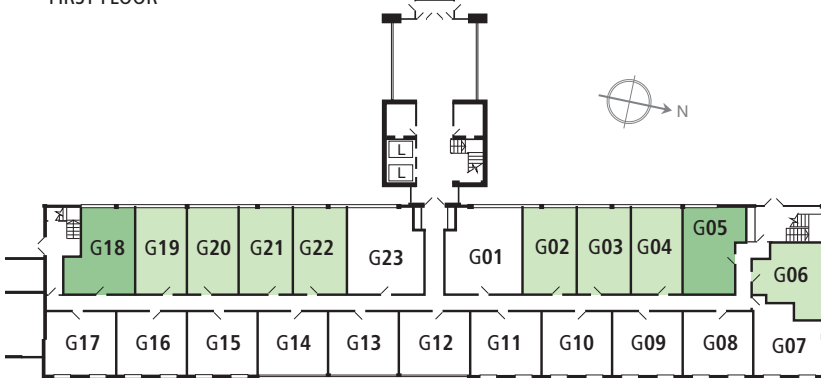 FIRST FLOOR
N
L
L
G18 G19 G20 G21 G22 G23 G01 G02 G03 G04 G05
G06
G17 G16 G15 G14 G13 G12 G11 G10 G09 G08 G07